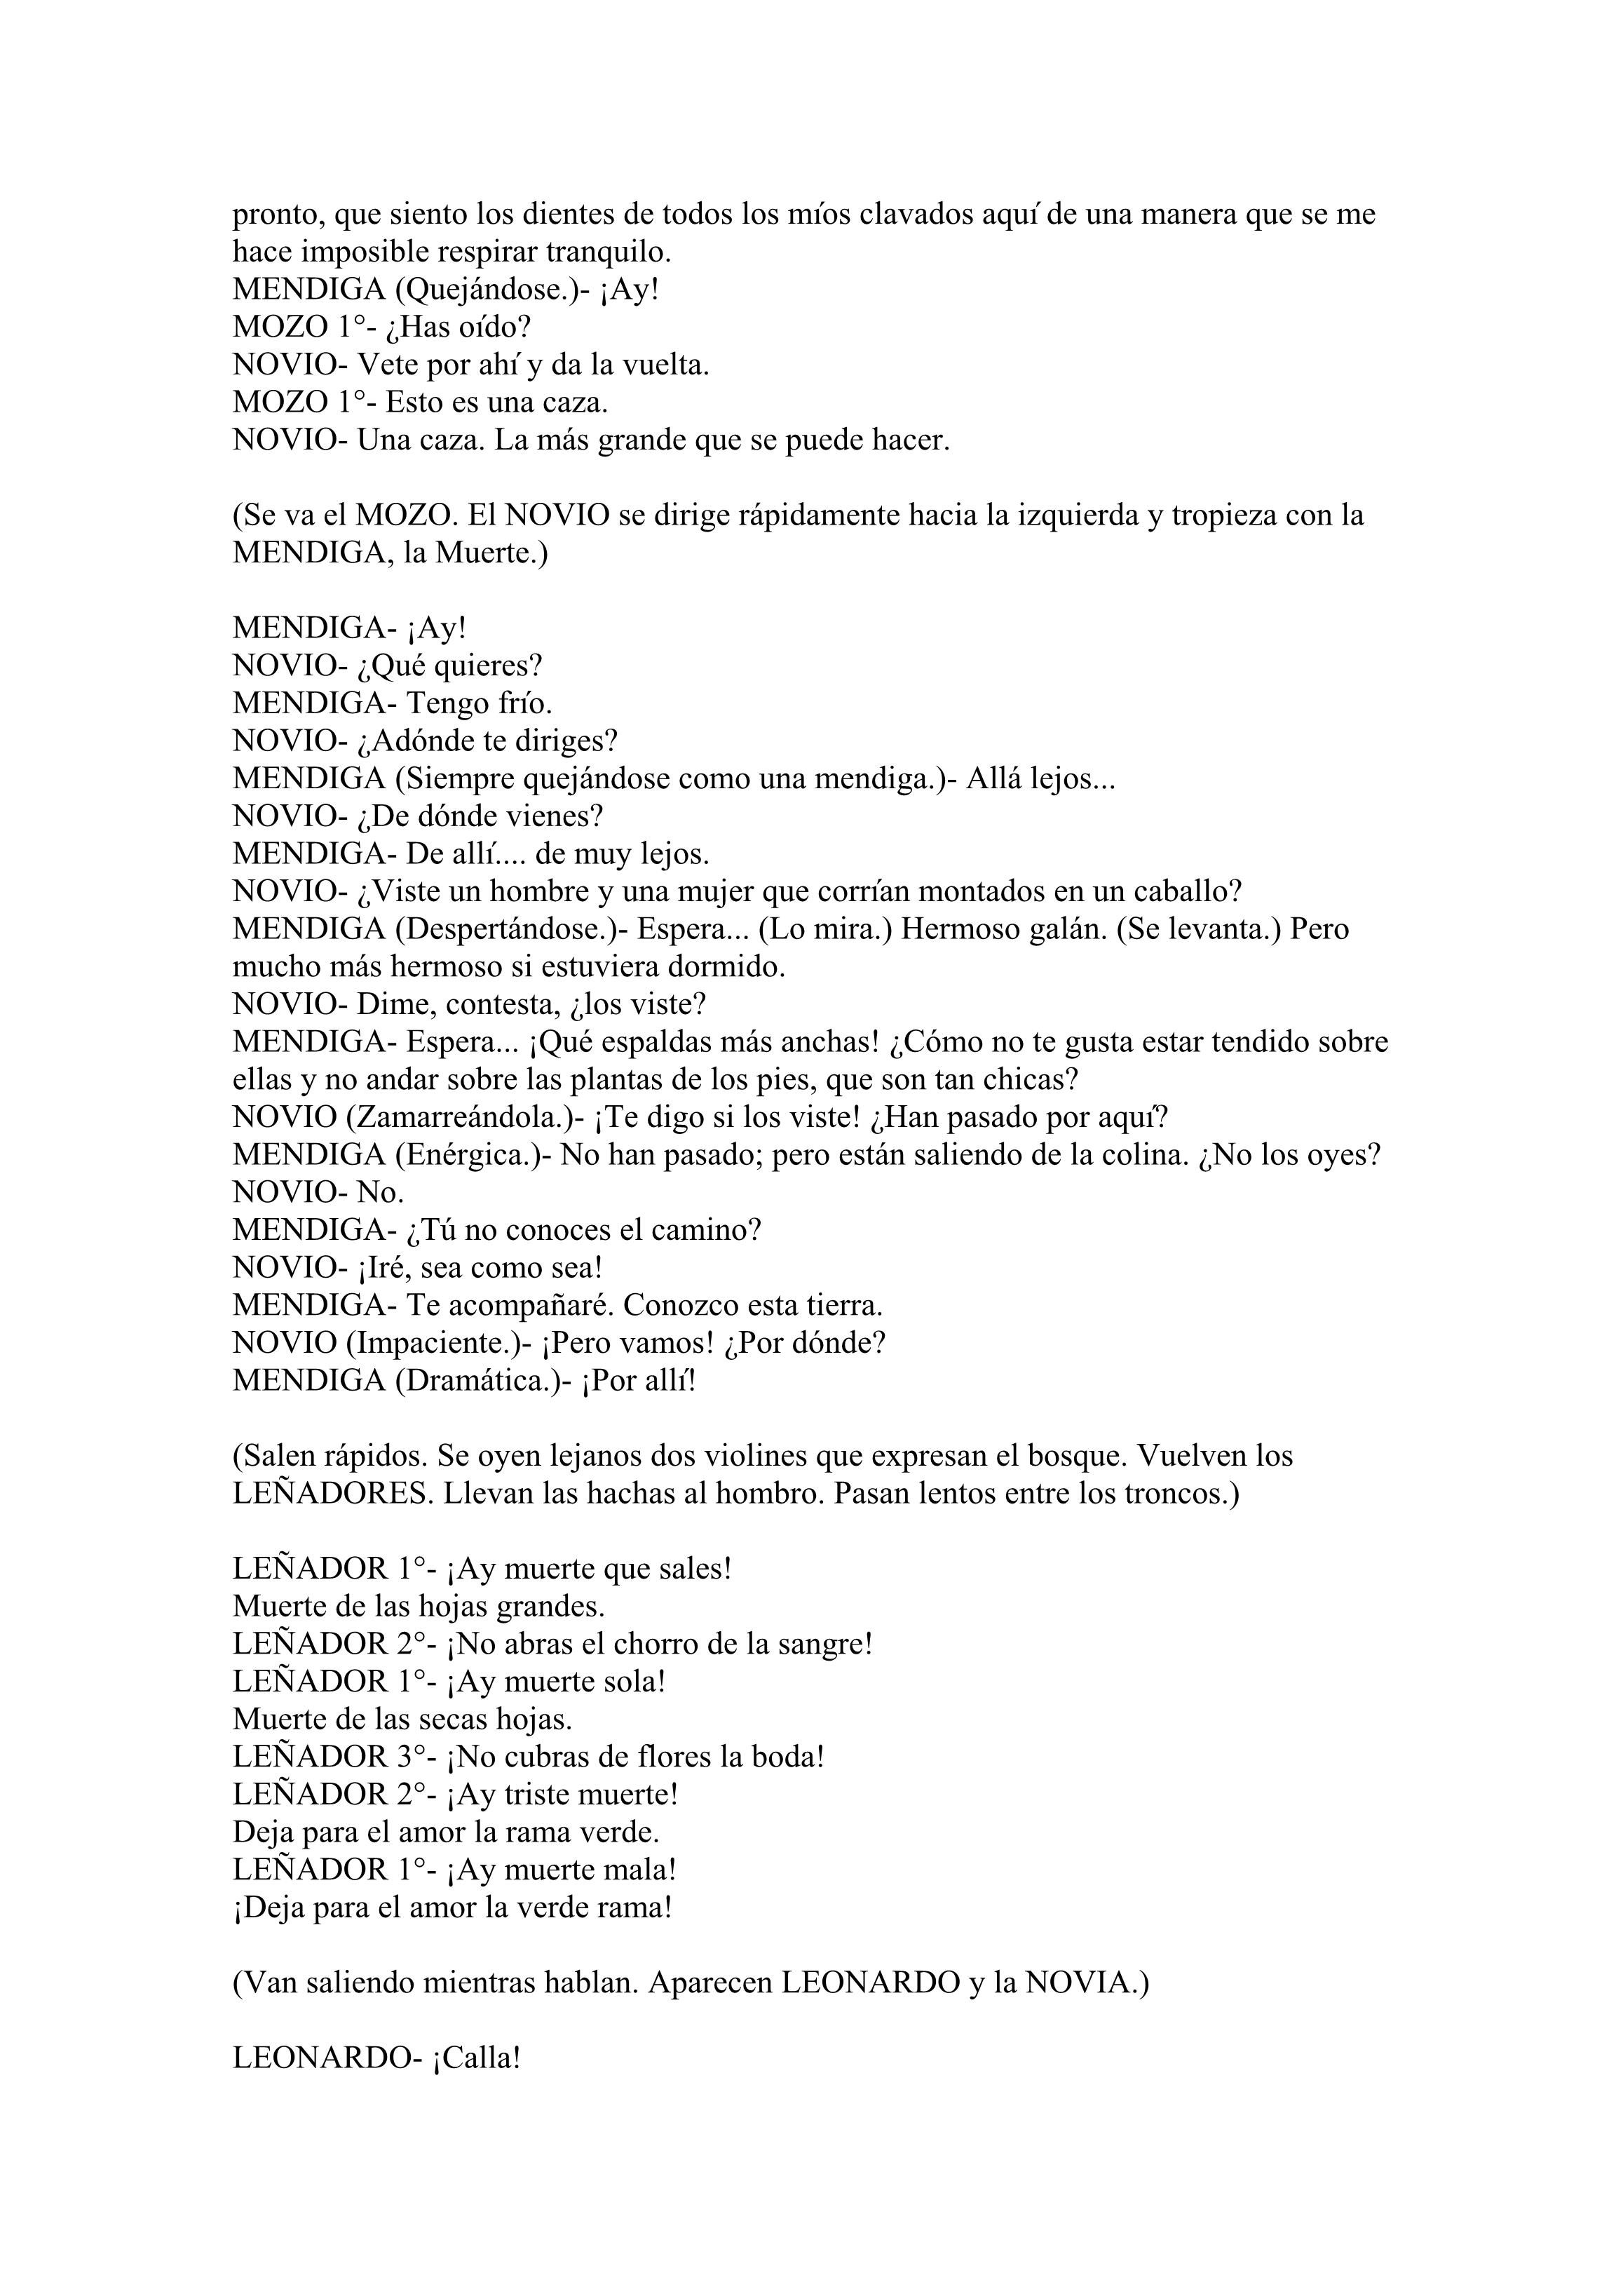 pronto, que siento los dientes de todos los míos clavados aquí de una manera que se me
hace imposible respirar tranquilo.
MENDIGA (Quejándose.)- ¡Ay!
MOZO 1°- ¿Has oído?
NOVIO- Vete por ahí y da la vuelta.
MOZO 1°- Esto es una caza.
NOVIO- Una caza. La más grande que se puede hacer.
(Se va el MOZO. El NOVIO se dirige rápidamente hacia la izquierda y tropieza con la
MENDIGA, la Muerte.)
MENDIGA- ¡Ay!
NOVIO- ¿Qué quieres?
MENDIGA- Tengo frío.
NOVIO- ¿Adónde te diriges?
MENDIGA (Siempre quejándose como una mendiga.)- Allá lejos...
NOVIO- ¿De dónde vienes?
MENDIGA- De allí.... de muy lejos.
NOVIO- ¿Viste un hombre y una mujer que corrían montados en un caballo?
MENDIGA (Despertándose.)- Espera... (Lo mira.) Hermoso galán. (Se levanta.) Pero
mucho más hermoso si estuviera dormido.
NOVIO- Dime, contesta, ¿los viste?
MENDIGA- Espera... ¡Qué espaldas más anchas! ¿Cómo no te gusta estar tendido sobre
ellas y no andar sobre las plantas de los pies, que son tan chicas?
NOVIO (Zamarreándola.)- ¡Te digo si los viste! ¿Han pasado por aquí?
MENDIGA (Enérgica.)- No han pasado; pero están saliendo de la colina. ¿No los oyes?
NOVIO- No.
MENDIGA- ¿Tú no conoces el camino?
NOVIO- ¡Iré, sea como sea!
MENDIGA- Te acompañaré. Conozco esta tierra.
NOVIO (Impaciente.)- ¡Pero vamos! ¿Por dónde?
MENDIGA (Dramática.)- ¡Por allí!
(Salen rápidos. Se oyen lejanos dos violines que expresan el bosque. Vuelven los
LEÑADORES. Llevan las hachas al hombro. Pasan lentos entre los troncos.)
LEÑADOR 1°- ¡Ay muerte que sales!
Muerte de las hojas grandes.
LEÑADOR 2°- ¡No abras el chorro de la sangre!
LEÑADOR 1°- ¡Ay muerte sola!
Muerte de las secas hojas.
LEÑADOR 3°- ¡No cubras de flores la boda!
LEÑADOR 2°- ¡Ay triste muerte!
Deja para el amor la rama verde.
LEÑADOR 1°- ¡Ay muerte mala!
¡Deja para el amor la verde rama!
(Van saliendo mientras hablan. Aparecen LEONARDO y la NOVIA.)
LEONARDO- ¡Calla!